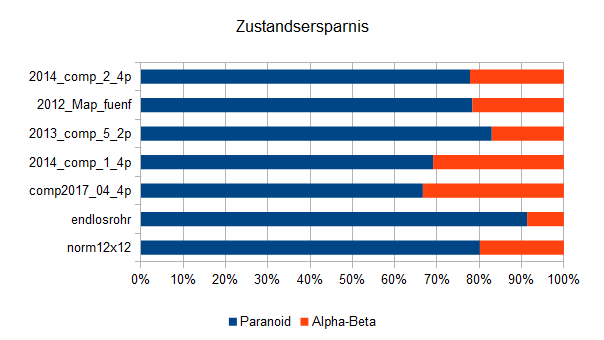 Zustandsersparnis
2014_comp_2_4p
2012_Map_fuenf
2013_comp_5_2p
2014_comp_1_4p
comp2017_04_4p
endlosrohr
norm12x12
0% 10% 20% 30% 40% 50% 60% 70% 80% 90% 100%
Paranoid Alpha-Beta